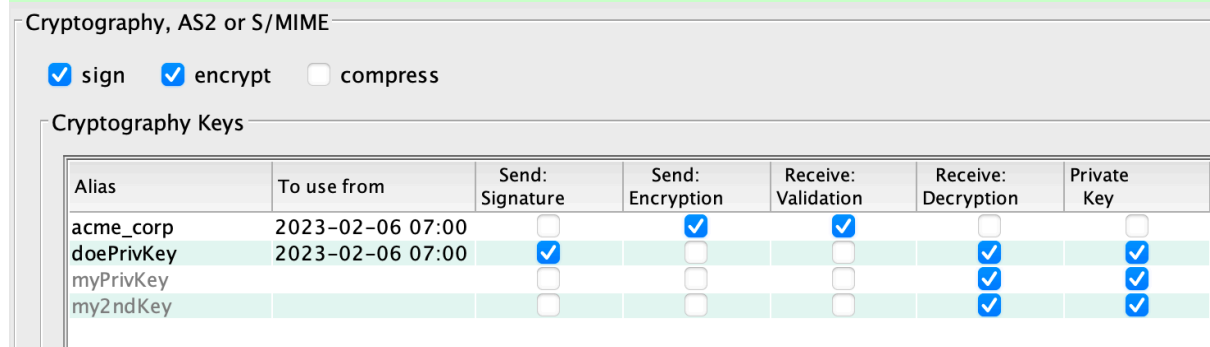 Cryptography, AS2 or S/MIME
sign encrypt compress
Cryptography Keys
Alias To use from Send: Signature Send: Encryption Receive: Validation Receive: Decryption Private Key
acme_corp 2023-02-06 07:00
doePrivKey 2023-02-06 07:00
myPrivKey
my2ndKey